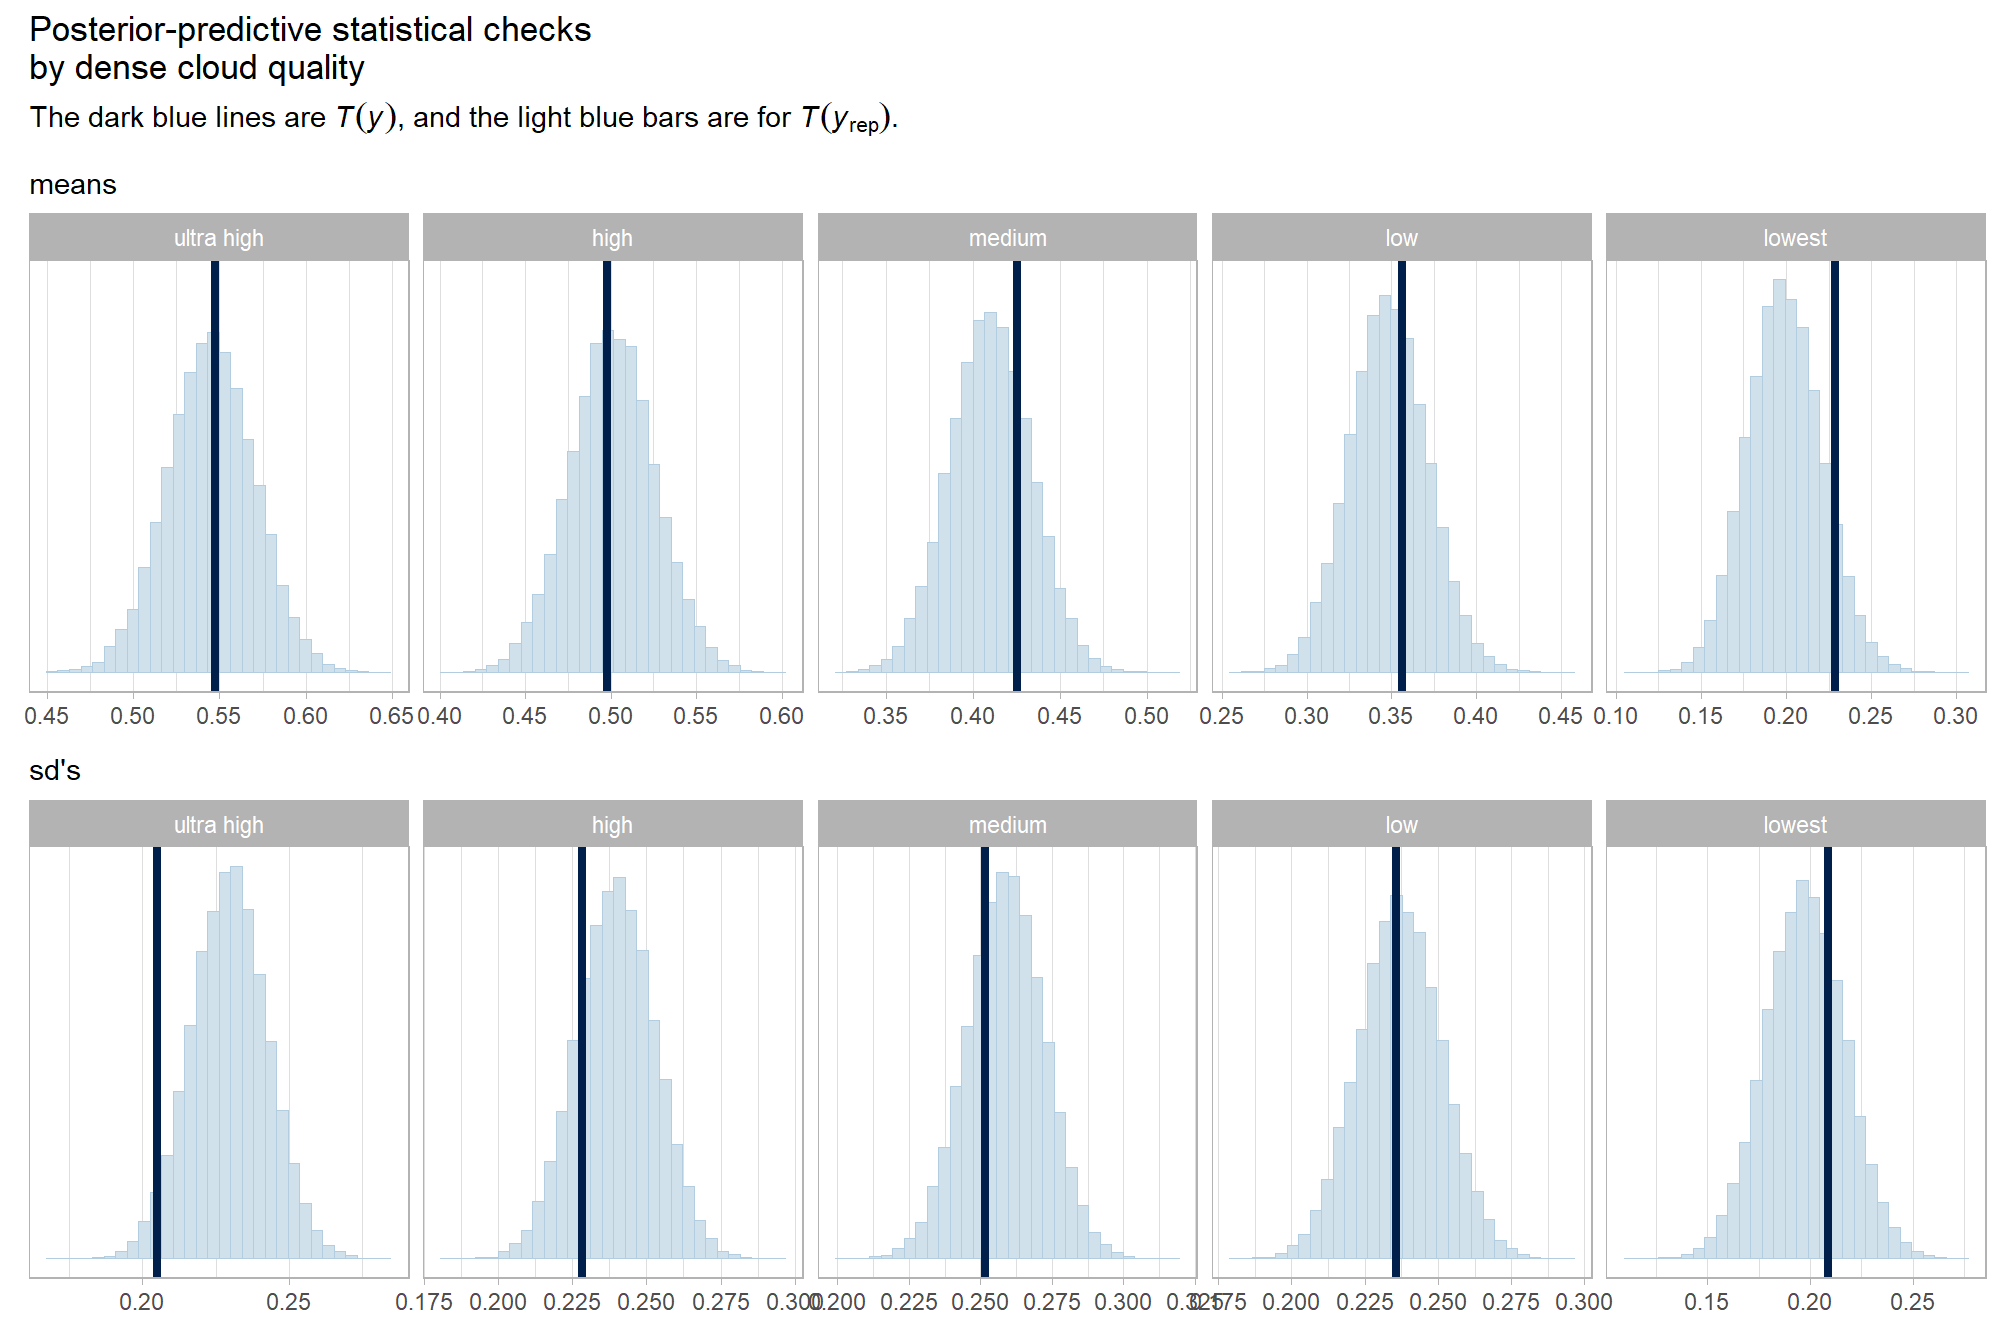 Posterior-predictive statistical checks
by dense cloud quality
The dark blue lines are T(y), and the light blue bars are for T(y_rep).
means
ultra high high medium low lowest
0.45 0.50 0.55 0.60 0.65 0.40 0.45 0.50 0.55 0.60 0.35 0.40 0.45 0.50 0.25 0.30 0.35 0.40 0.45 0.10 0.15 0.20 0.25 0.30
sd's
ultra high high medium low lowest
0.20 0.25 0.175 0.200 0.225 0.250 0.275 0.300 0.200 0.225 0.250 0.275 0.300 0.325 0.175 0.200 0.225 0.250 0.275 0.300 0.15 0.20 0.25